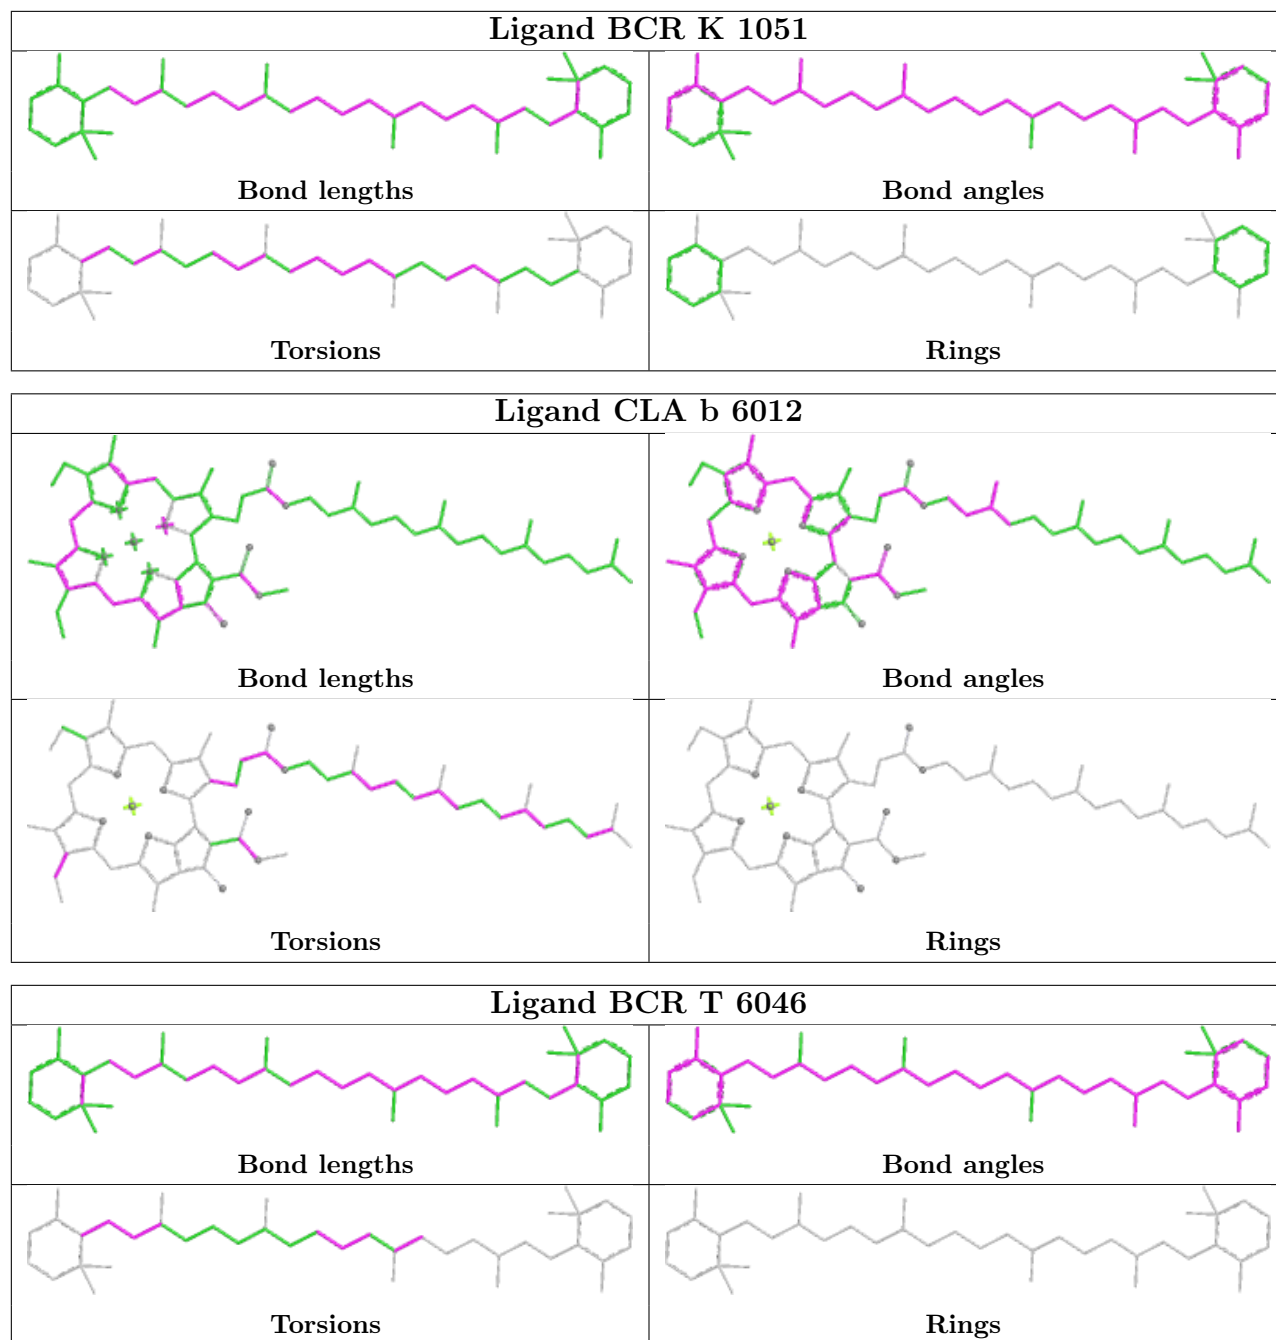 Ligand BCR K 1051
Bond lengths
Bond angles
Torsions
Rings
Ligand CLA b 6012
Bond lengths
Bond angles
Torsions
Rings
Ligand BCR T 6046
Bond lengths
Bond angles
Torsions
Rings